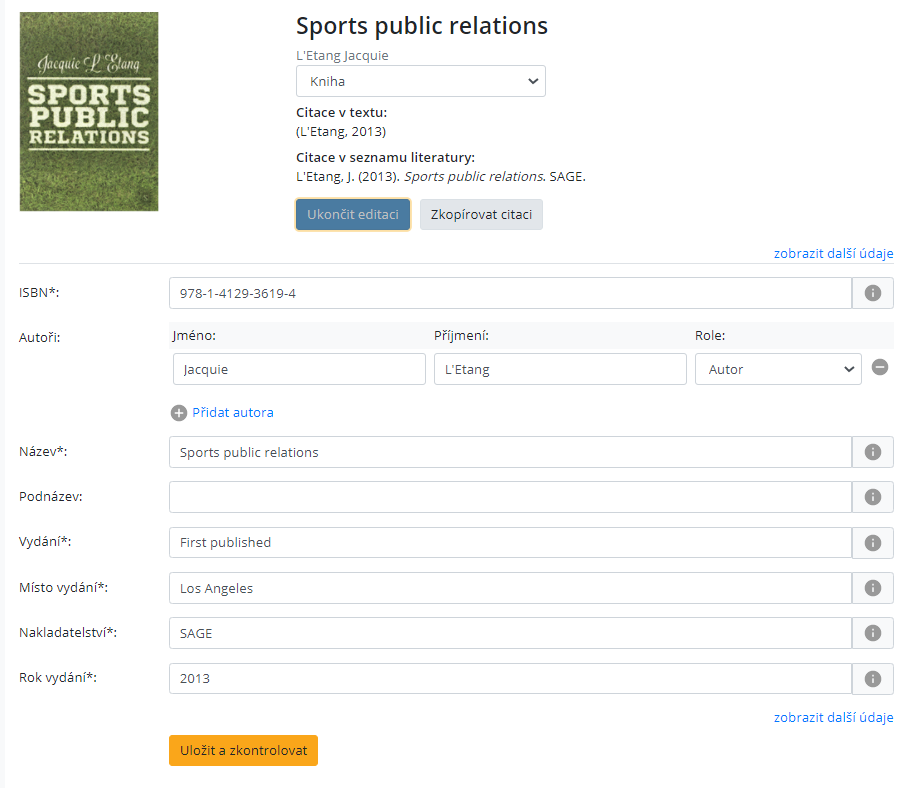 Jacquie L'Etang
SPORTS
PUBLIC
RELATIONS
Sports public relations
L'Etang Jacquie
Kniha
Citace v textu:
(L'Etang, 2013)
Citace v seznamu literatury:
L'Etang, J. (2013). Sports public relations. SAGE.
Ukončit editaci Zkopírovat citaci
zobrazit další údaje
ISBN*: 978-1-4129-3619-4
Autoři: Jméno: Příjmení: Role:
Jacquie L'Etang Autor
Přidat autora
Název*: Sports public relations
Podnázev:
Vydání*: First published
Místo vydání*: Los Angeles
Nakladatelství*: SAGE
Rok vydání*: 2013
zobrazit další údaje
Uložit a zkontrolovat